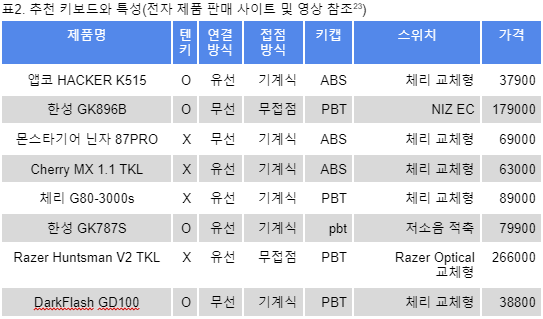 표2. 추천 키보드와 특성(전자 제품 판매 사이트 및 영상 참조23)
제품명 텐키 연결방식 접점방식 키캡 스위치 가격
앱코 HACKER K515 O 유선 기계식 ABS 체리 교체형 37900
한성 GK896B O 무선 무접점 PBT NIZ EC 179000
몬스타기어 닌자 87PRO X 무선 기계식 ABS 체리 교체형 69000
Cherry MX 1.1 TKL X 유선 기계식 ABS 체리 교체형 63000
체리 G80-3000s X 유선 기계식 PBT 체리 교체형 89000
한성 GK787S O 유선 기계식 pbt 저소음 적축 79900
Razer Huntsman V2 TKL X 유선 무접점 PBT Razer Optical 교체형 266000
DarkFlash GD100 O 무선 기계식 PBT 체리 교체형 38800